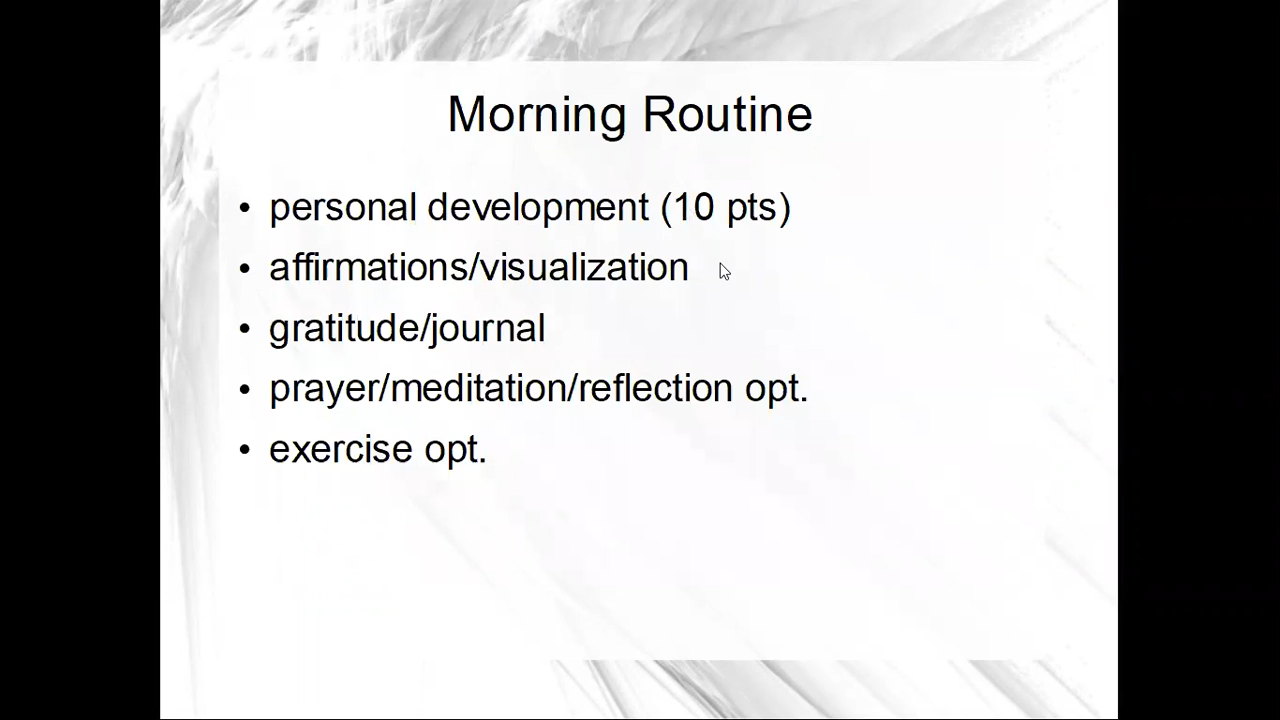 Morning Routine
• personal development (10 pts)
• affirmations/visualization
• gratitude/journal
• prayer/meditation/reflection opt.
• exercise opt.